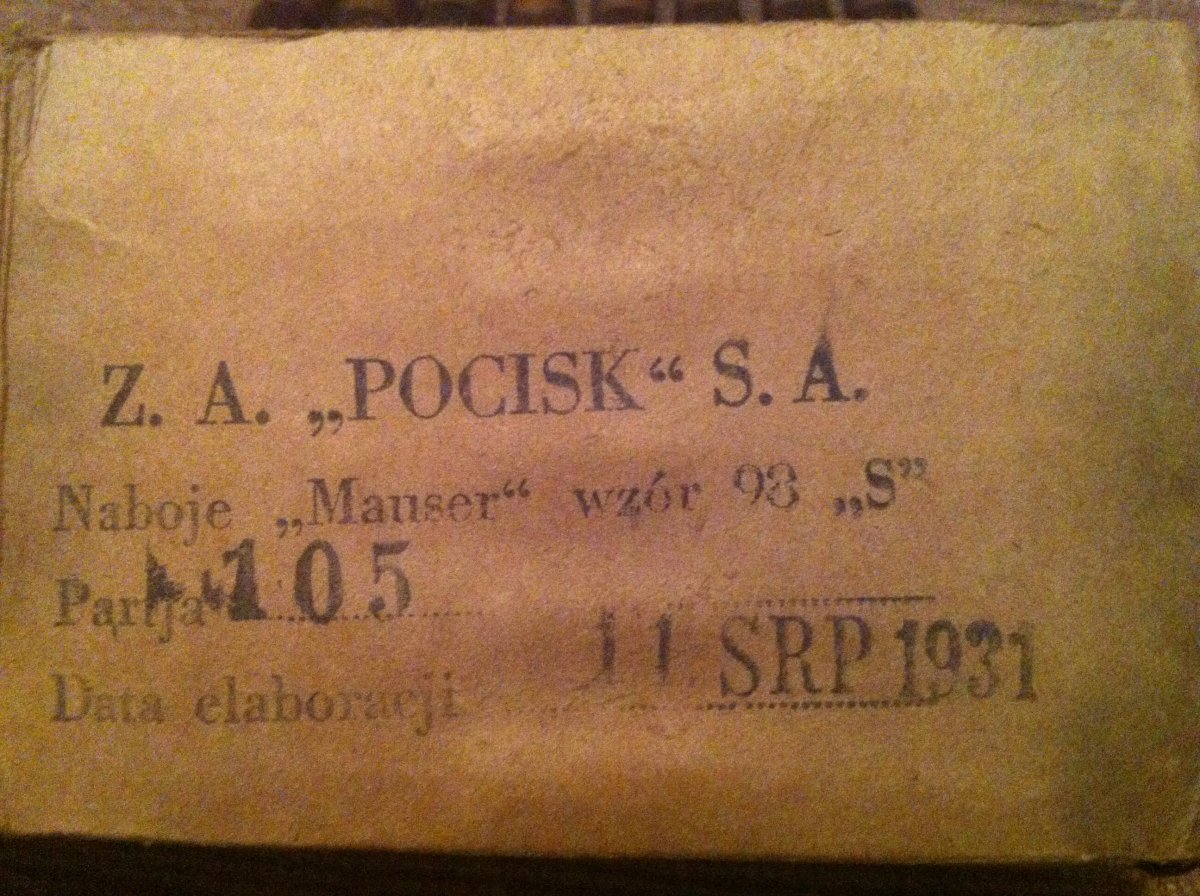 Z. A. „POCISK“ S. A.
Naboje „Mauser“ wzór 98 „S”
Partja 105
Data elaboracji 11 SRP 1931